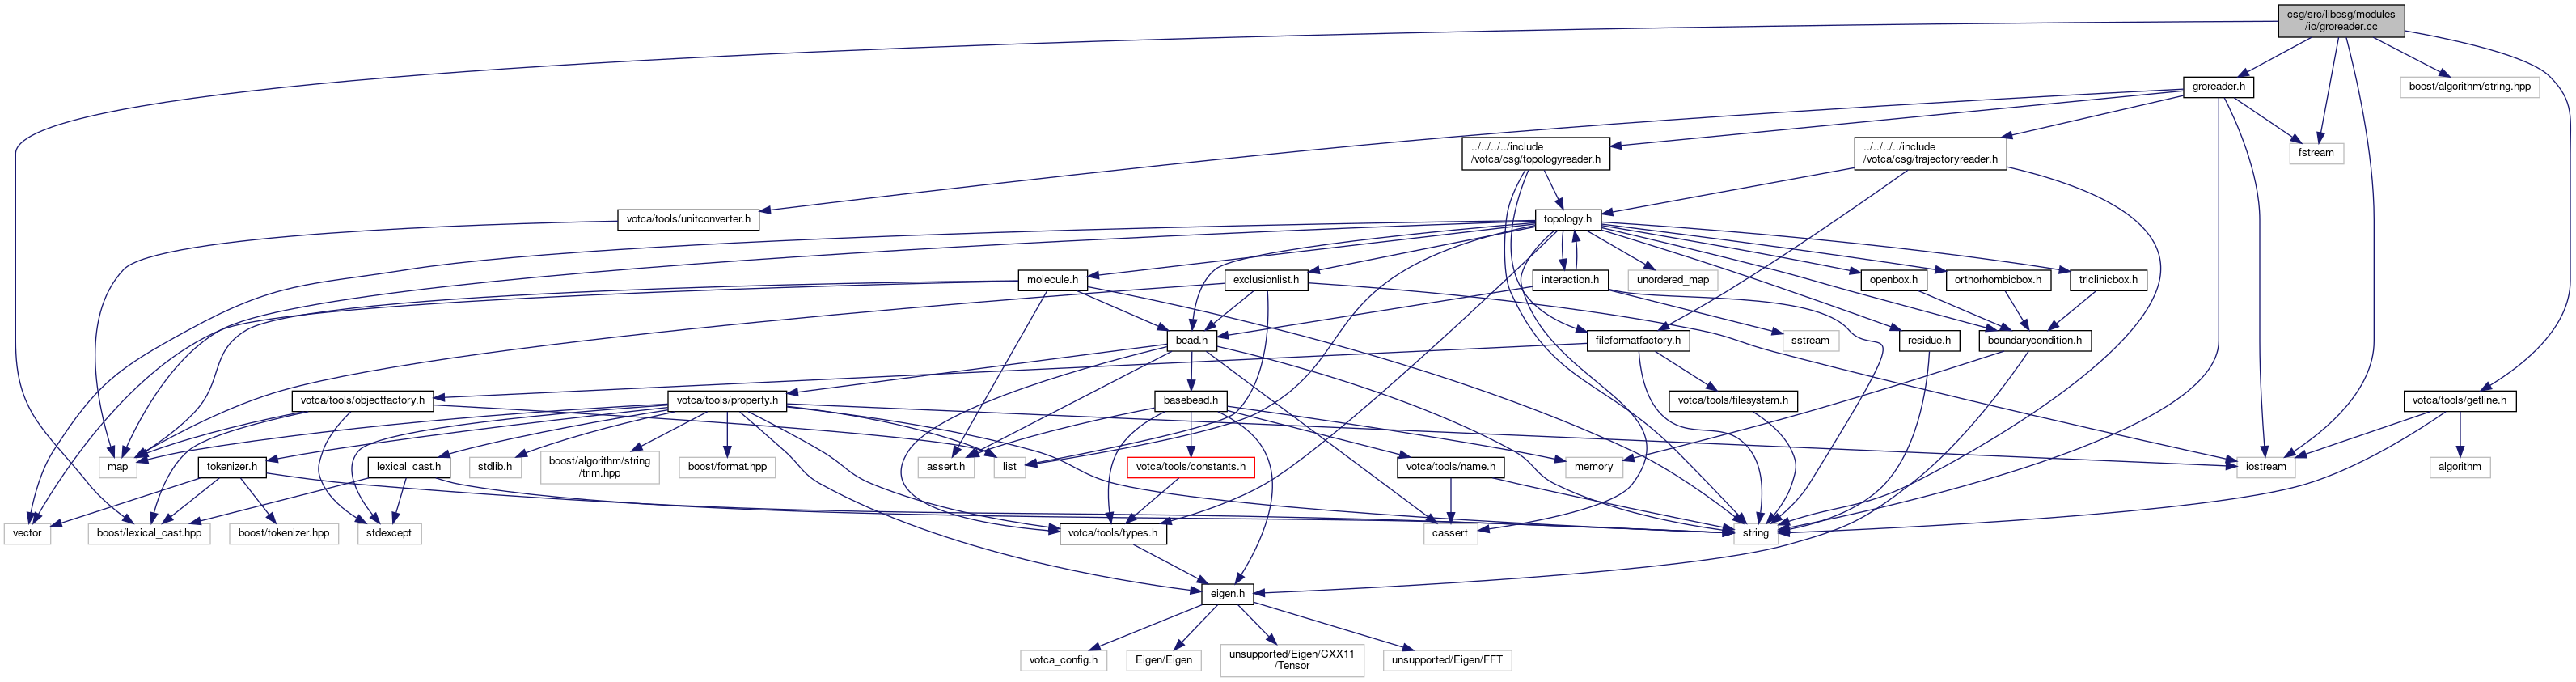 csg/src/libcsg/modules
/io/groreader.cc
groreader.h
boost/algorithm/string.hpp
../../../../include
/votca/csg/topologyreader.h
../../../../include
/votca/csg/trajectoryreader.h
fstream
votca/tools/unitconverter.h
topology.h
molecule.h
exclusionlist.h
interaction.h
unordered_map
openbox.h
orthorhombicbox.h
triclinicbox.h
bead.h
fileformatfactory.h
sstream
residue.h
boundarycondition.h
votca/tools/objectfactory.h
votca/tools/property.h
basebead.h
votca/tools/filesystem.h
votca/tools/getline.h
map
tokenizer.h
lexical_cast.h
stdlib.h
boost/algorithm/string
/trim.hpp
boost/format.hpp
assert.h
list
votca/tools/constants.h
memory
votca/tools/name.h
iostream
algorithm
vector
boost/lexical_cast.hpp
boost/tokenizer.hpp
stdexcept
votca/tools/types.h
cassert
string
eigen.h
votca_config.h
Eigen/Eigen
unsupported/Eigen/CXX11
/Tensor
unsupported/Eigen/FFT